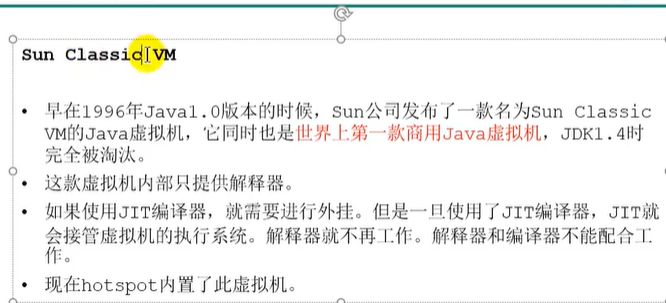 Sun Classic VM
• 早在1996年Java1.0版本的时候，Sun公司发布了一款名为Sun Classic
VM的Java虚拟机，它同时也是世界上第一款商用Java虚拟机，JDK1.4时
完全被淘汰。
• 这款虚拟机内部只提供解释器。
• 如果使用JIT编译器，就需要进行外挂。但是一旦使用了JIT编译器，JIT就
会接管虚拟机的执行系统。解释器就不再工作。解释器和编译器不能配合工
作。
• 现在hotspot内置了此虚拟机。